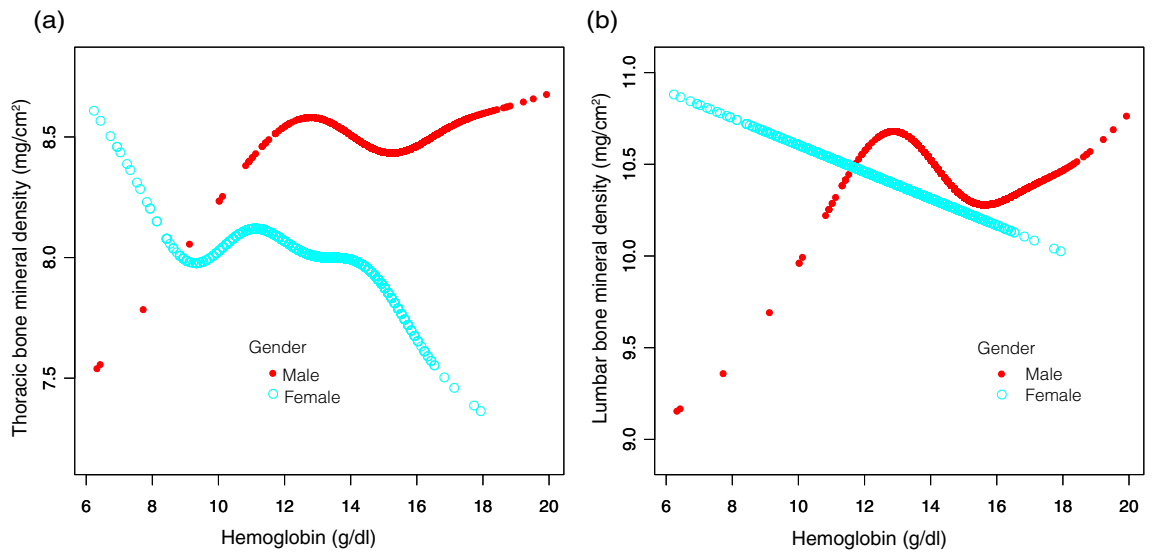 (a)
Thoracic bone mineral density (mg/cm²)
8.5
8.0
7.5
Gender
Male
Female
6 8 10 12 14 16 18 20
Hemoglobin (g/dl)
(b)
Lumbar bone mineral density (mg/cm²)
11.0
10.5
10.0
9.5
9.0
Gender
Male
Female
6 8 10 12 14 16 18 20
Hemoglobin (g/dl)